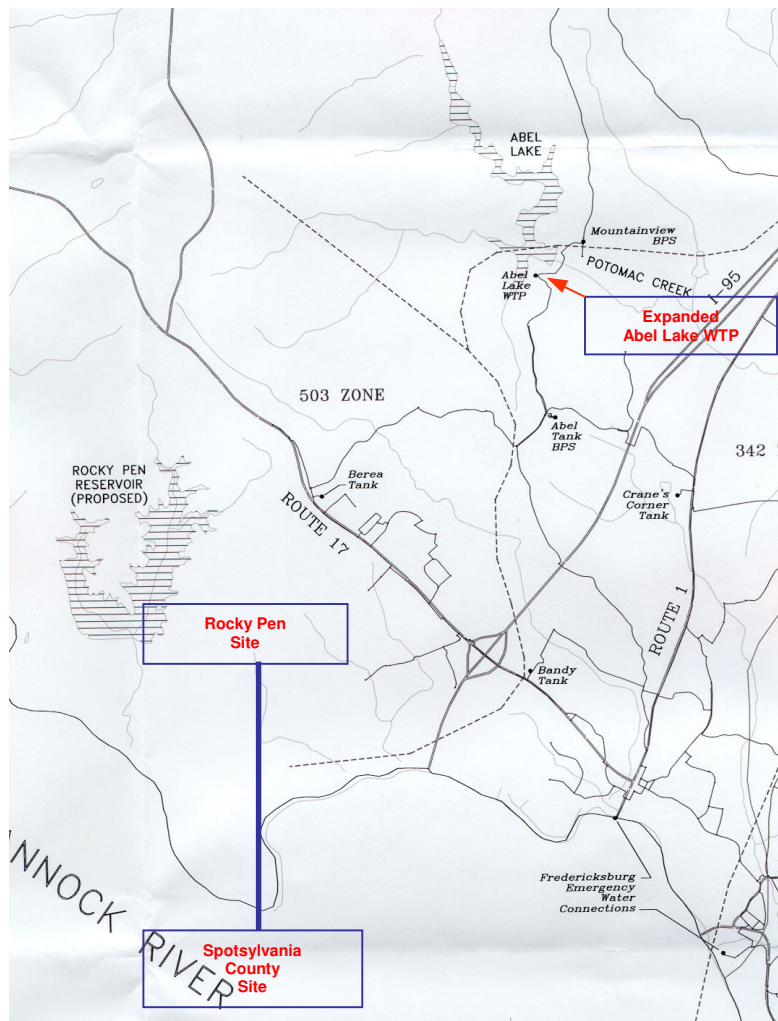 ABEL
LAKE
Mountainview
BPS
Abel
Lake
WTP
POTOMAC CREEK
I-95
Expanded
Abel Lake WTP
503 ZONE
Abel
Tank
BPS
342
ROCKY PEN
RESERVOIR
(PROPOSED)
Berea
Tank
Crane's
Corner
Tank
ROUTE 17
ROUTE 1
Rocky Pen
Site
Bandy
Tank
Fredericksburg
Emergency
Water
Connections
ANNOCK RIVER
Spotsylvania
County
Site